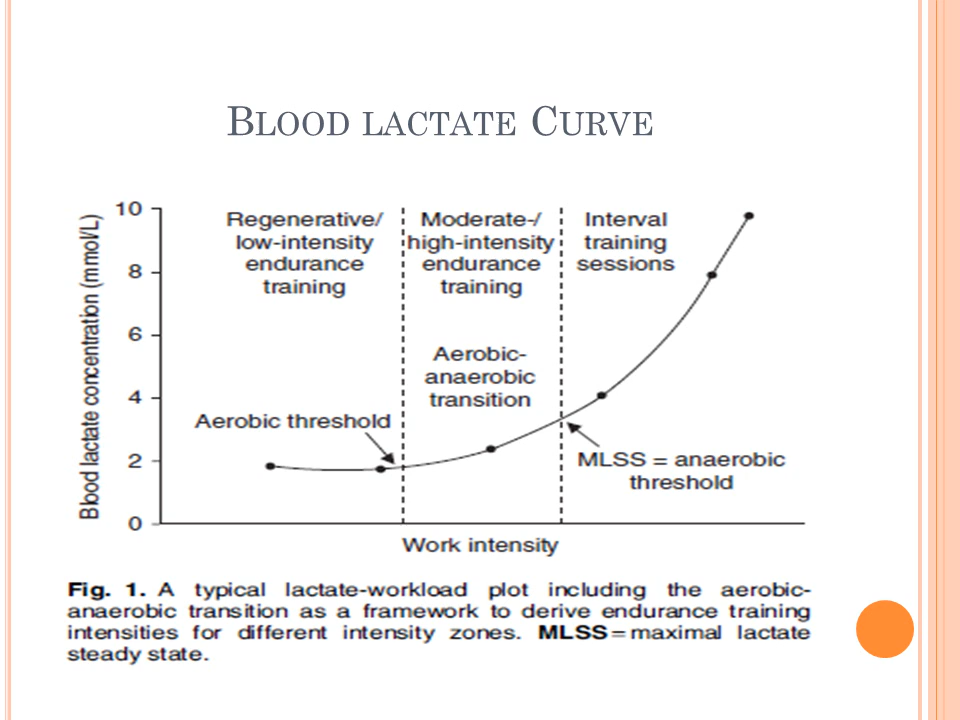 BLOOD LACTATE CURVE
Blood lactate concentration (mmol/L)
10
8
6
4
2
0
Regenerative/
low-intensity
endurance
training
Moderate-/
high-intensity
endurance
training
Interval
training
sessions
Aerobic-
anaerobic
transition
Aerobic threshold
MLSS = anaerobic
threshold
Work intensity
Fig. 1. A typical lactate-workload plot including the aerobic-
anaerobic transition as a framework to derive endurance training
intensities for different intensity zones. MLSS = maximal lactate
steady state.